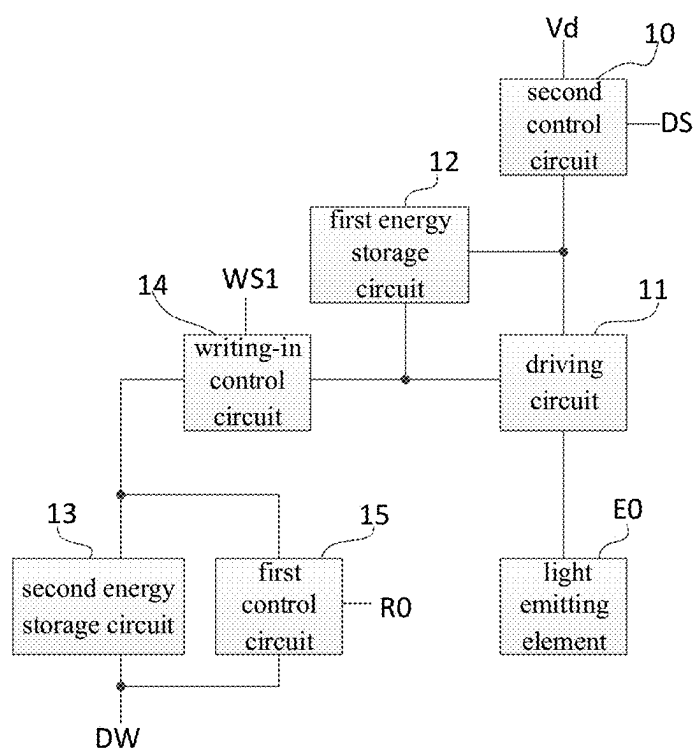 Vd
10
second
control
circuit
DS
12
first energy
storage
circuit
WS1
14
writing-in
control
circuit
11
driving
circuit
13
second energy
storage circuit
15
first
control
circuit
R0
E0
light
emitting
element
DW